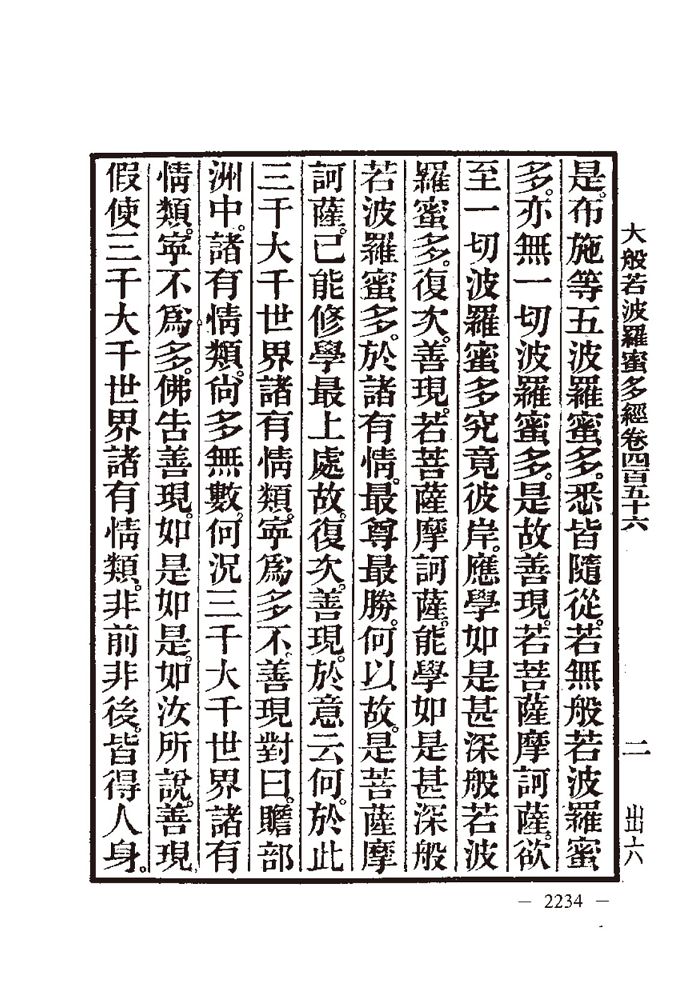 大般若波羅蜜多經卷四百五十六
二
出六
是。布施等五波羅蜜多。悉皆隨從。若無般若波羅蜜
多。亦無一切波羅蜜多。是故善現。若菩薩摩訶薩。欲
至一切波羅蜜多究竟彼岸。應學如是甚深般若波
羅蜜多。復次。善現。若菩薩摩訶薩。能學如是甚深般
若波羅蜜多。於諸有情。最尊最勝。何以故。是菩薩摩
訶薩。已能修學最上處故。復次。善現。於意云何。於此
三千大千世界諸有情類。寧爲多不。善現對曰。贍部
洲中。諸有情類。尙多無數。何況三千大千世界諸有
情類。寧不爲多。佛告善現。如是如是。如汝所說。善現
假使三千大千世界諸有情類。非前非後。皆得人身。
— 2234 —